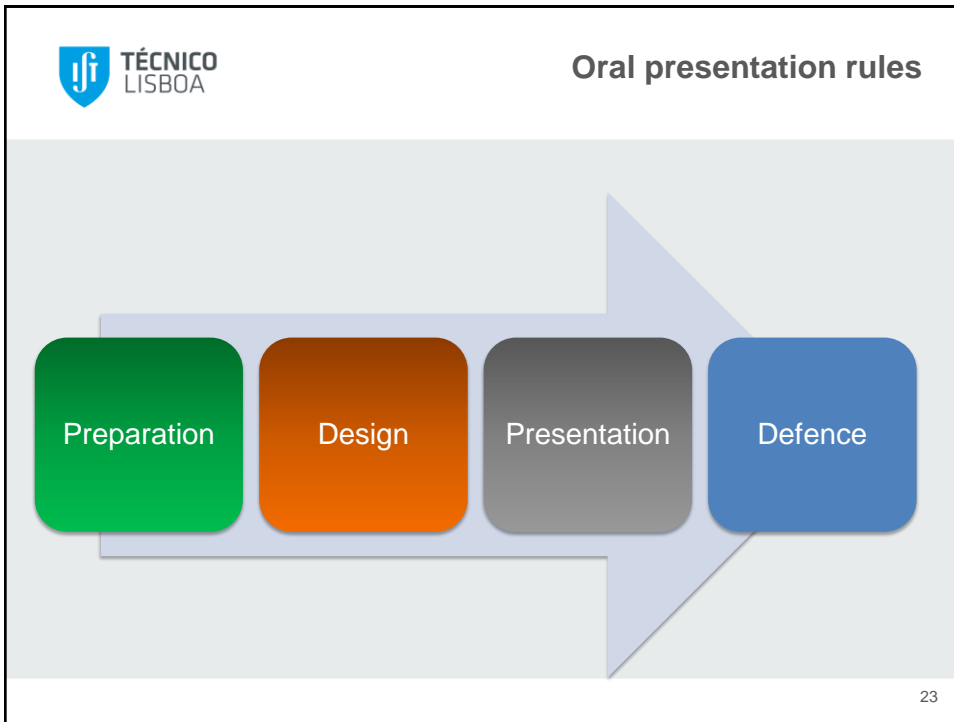 TÉCNICO
LISBOA
Oral presentation rules
Preparation
Design
Presentation
Defence
23